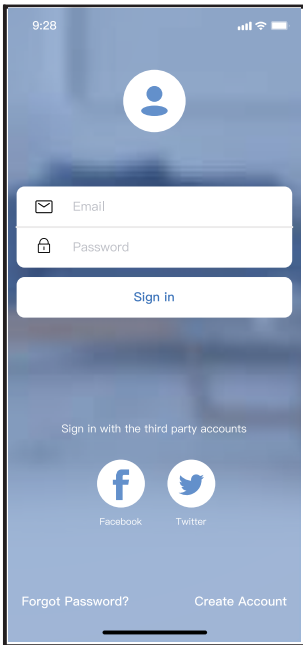 9:28
Email
Password
Sign in
Sign in with the third party accounts
Facebook Twitter
Forgot Password? Create Account